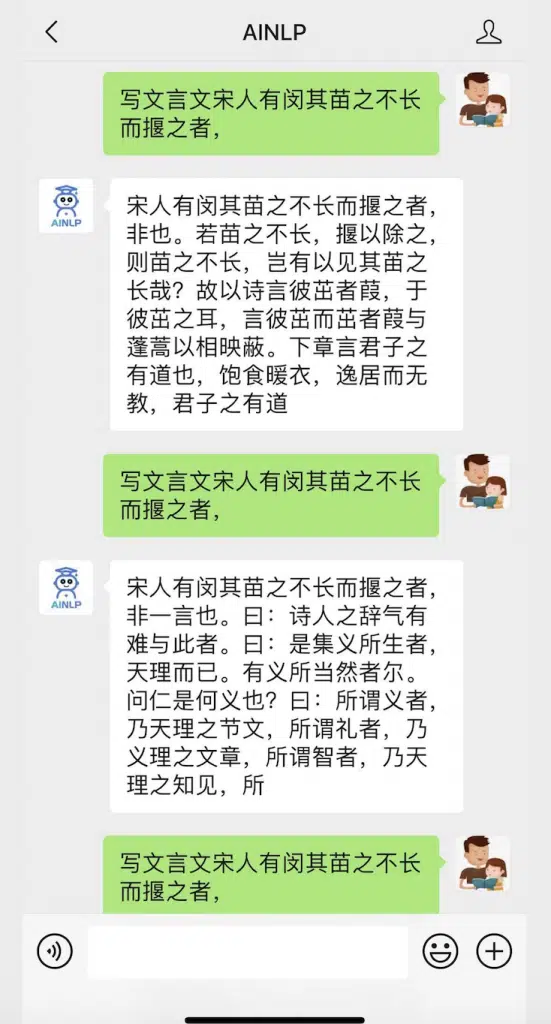 AINLP
写文言文宋人有闵其苗之不长
而揠之者，
AINLP
宋人有闵其苗之不长而揠之者，
非也。若苗之不长，揠以除之，
则苗之不长，岂有以见其苗之
长哉？故以诗言彼茁者葭，于
彼茁之耳，言彼茁而茁者葭与
蓬蒿以相映蔽。下章言君子之
有道也，饱食暖衣，逸居而无
教，君子之有道
写文言文宋人有闵其苗之不长
而揠之者，
AINLP
宋人有闵其苗之不长而揠之者，
非一言也。曰：诗人之辞气有
难与此者。曰：是集义所生者，
天理而已。有义所当然者尔。
问仁是何义也？曰：所谓义者，
乃天理之节文，所谓礼者，乃
义理之文章，所谓智者，乃天
理之知见，所
写文言文宋人有闵其苗之不长
而揠之者，